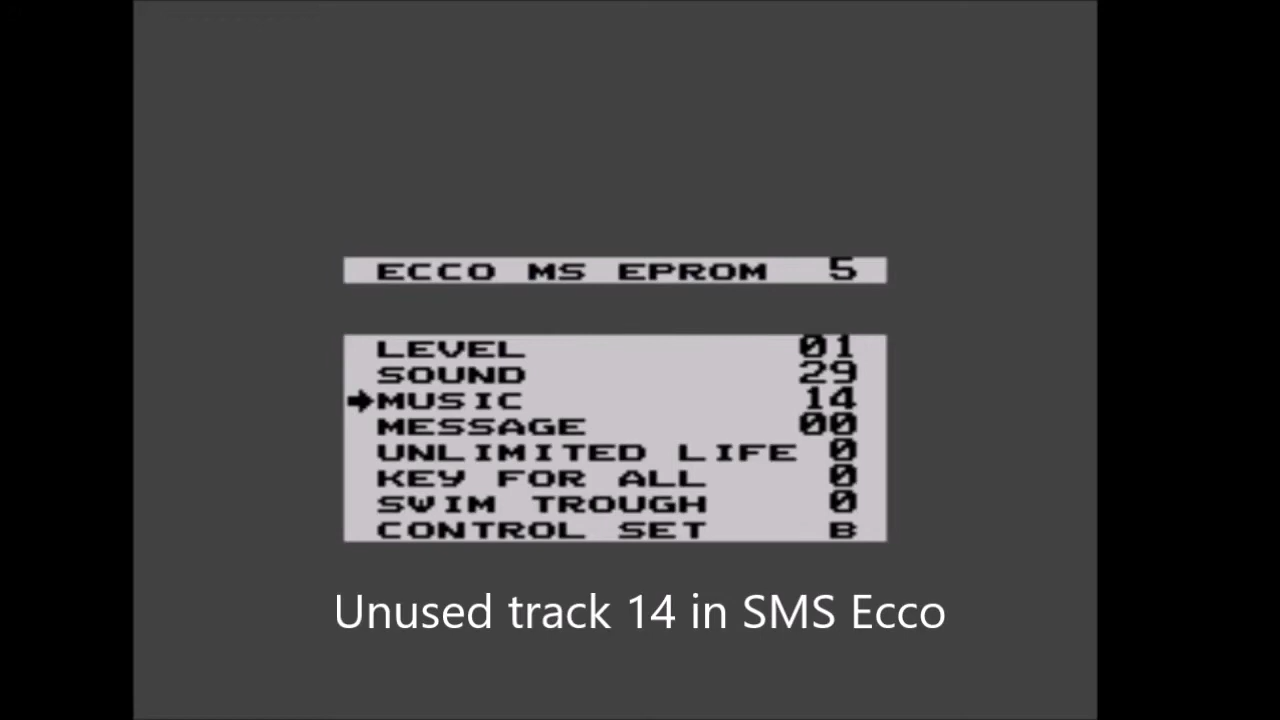 ECCO MS EPROM 5
LEVEL 01
SOUND 29
➡MUSIC 14
MESSAGE 00
UNLIMITED LIFE 0
KEY FOR ALL 0
SWIM TROUGH 0
CONTROL SET B
Unused track 14 in SMS Ecco